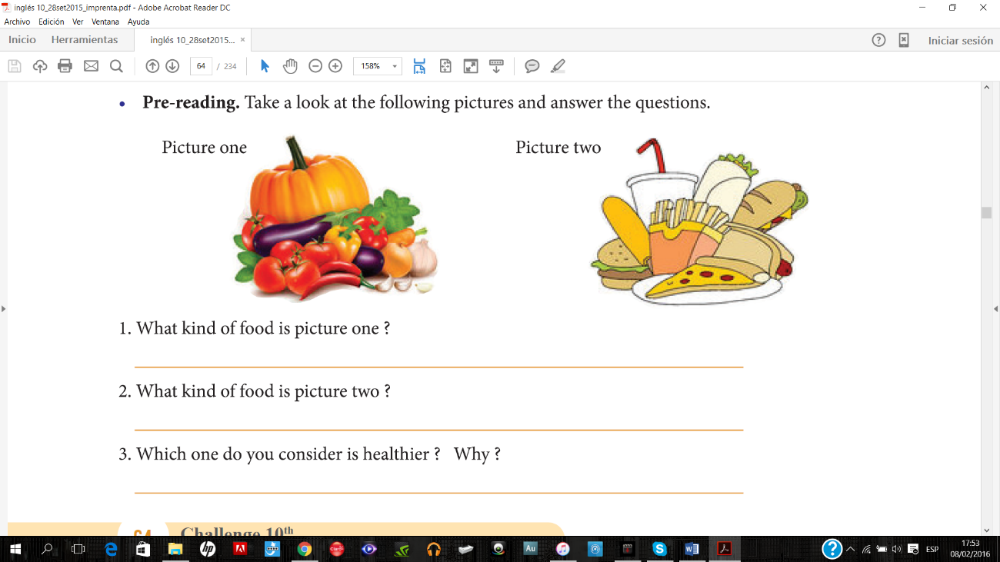 inglés 10_28set2015_imprenta.pdf - Adobe Acrobat Reader DC
Archivo Edición Ver Ventana Ayuda
Inicio Herramientas inglés 10_28set2015... × Iniciar sesión
64 / 234 158%
• Pre-reading. Take a look at the following pictures and answer the questions.
Picture one Picture two
1. What kind of food is picture one ?
2. What kind of food is picture two ?
3. Which one do you consider is healthier ? Why ?
64 Challenge 10th
hp Au S W ESP 17:53
08/02/2016